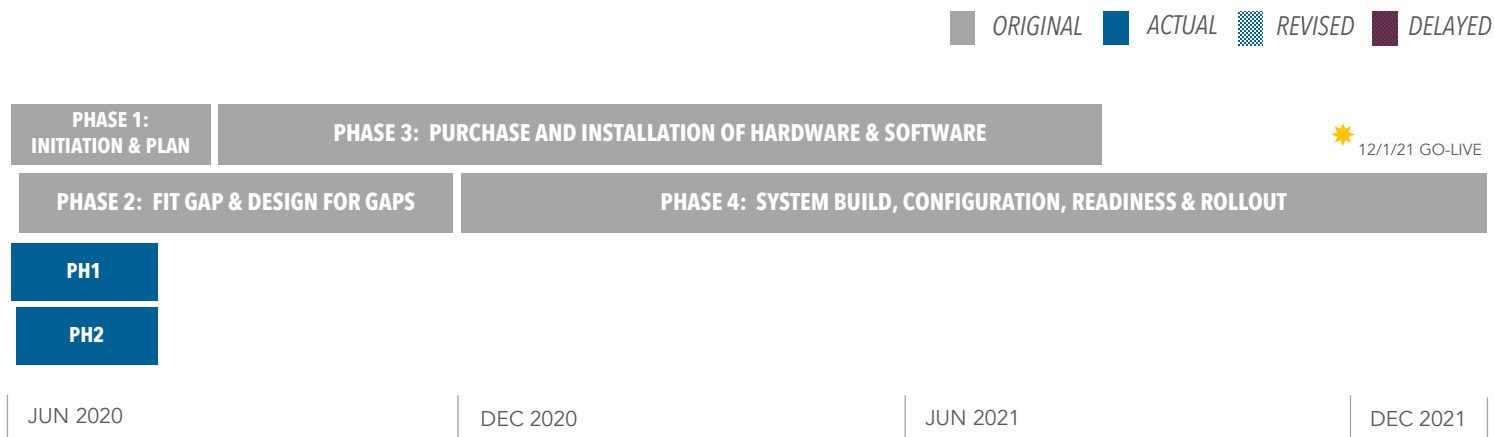 ORIGINAL ACTUAL REVISED DELAYED
PHASE 1:
INITIATION & PLAN
PHASE 3: PURCHASE AND INSTALLATION OF HARDWARE & SOFTWARE
12/1/21 GO-LIVE
PHASE 2: FIT GAP & DESIGN FOR GAPS
PHASE 4: SYSTEM BUILD, CONFIGURATION, READINESS & ROLLOUT
PH1
PH2
JUN 2020 DEC 2020 JUN 2021 DEC 2021